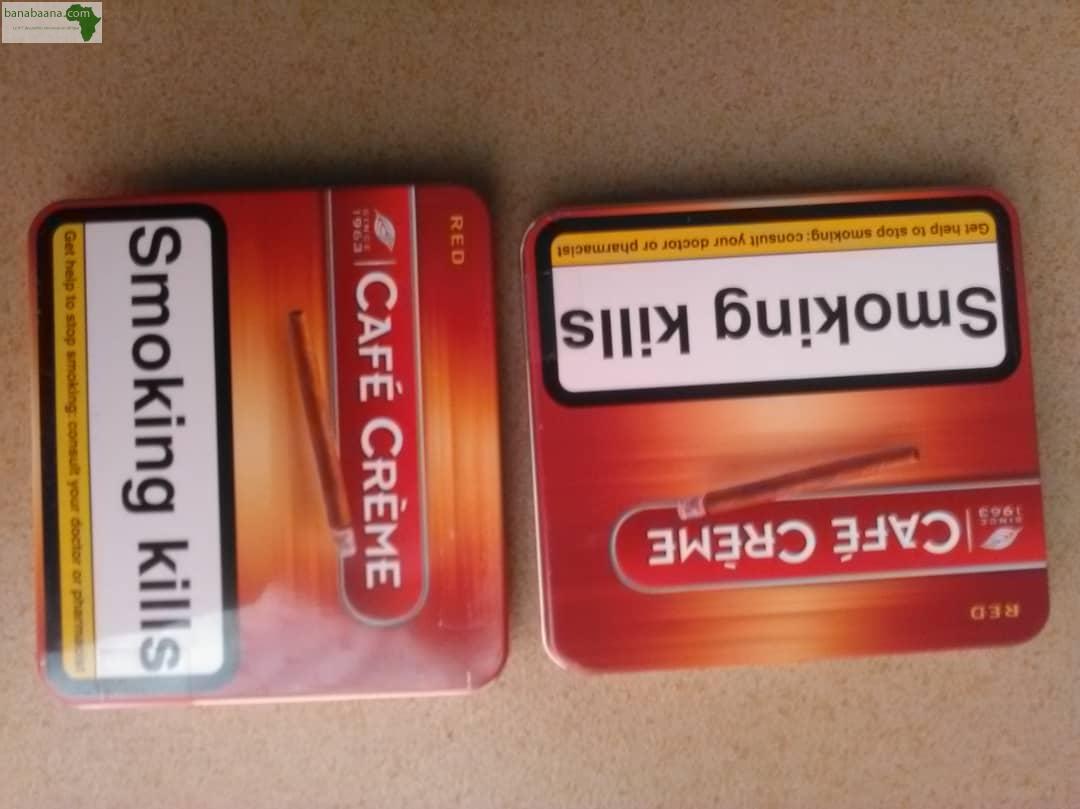 banabaana.com
RED
SINCE
1963
CAFÉ CRÈME
Smoking kills
Get help to stop smoking: consult your doctor or pharmacist
Get help to stop smoking: consult your doctor or pharmacist
Smoking kills
CAFÉ CRÈME
SINCE
1963
RED